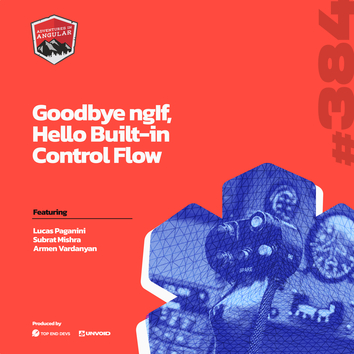 ADVENTURES IN
ANGULAR
#384
Goodbye ngIf,
Hello Built-in
Control Flow
Featuring
Lucas Paganini
Subrat Mishra
Armen Vardanyan
Produced by
TOP END DEVS
UNVOID